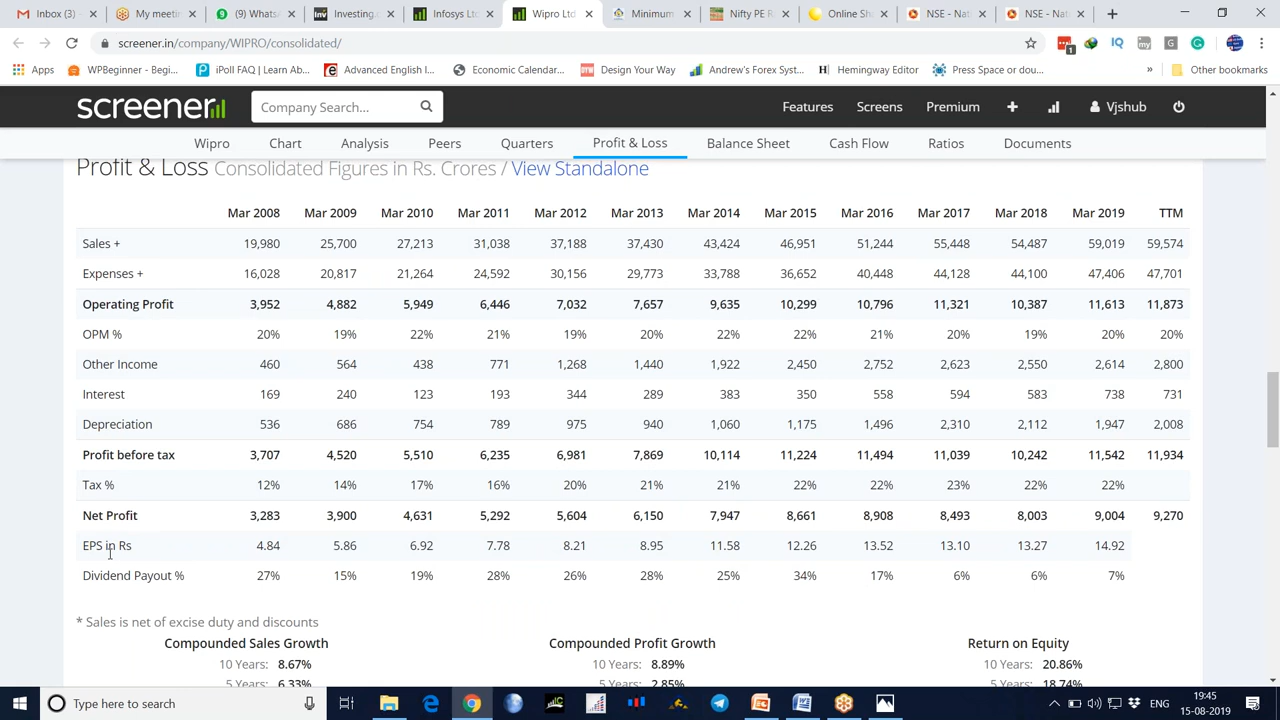 Inbox (3)
My meetin
(9) Whats
Investing.
Infosys Ltd
Wipro Ltd
Minimum
Nifty PE R
Online Sha
NSE - Nati
NSE - Nati
screener.in/company/WIPRO/consolidated/
Apps
WPBeginner - Begi...
iPoll FAQ | Learn Ab...
Advanced English I...
Economic Calendar...
Design Your Way
Andrew's Forex Syst...
Hemingway Editor
Press Space or dou...
»
Other bookmarks
screener
Company Search...
Features
Screens
Premium
Vjshub
Wipro
Chart
Analysis
Peers
Quarters
Profit & Loss
Balance Sheet
Cash Flow
Ratios
Documents
Profit & Loss Consolidated Figures in Rs. Crores / View Standalone
Mar 2008 Mar 2009 Mar 2010 Mar 2011 Mar 2012 Mar 2013 Mar 2014 Mar 2015 Mar 2016 Mar 2017 Mar 2018 Mar 2019 TTM
Sales + 19,980 25,700 27,213 31,038 37,188 37,430 43,424 46,951 51,244 55,448 54,487 59,019 59,574
Expenses + 16,028 20,817 21,264 24,592 30,156 29,773 33,788 36,652 40,448 44,128 44,100 47,406 47,701
Operating Profit 3,952 4,882 5,949 6,446 7,032 7,657 9,635 10,299 10,796 11,321 10,387 11,613 11,873
OPM % 20% 19% 22% 21% 19% 20% 22% 22% 21% 20% 19% 20% 20%
Other Income 460 564 438 771 1,268 1,440 1,922 2,450 2,752 2,623 2,550 2,614 2,800
Interest 169 240 123 193 344 289 383 350 558 594 583 738 731
Depreciation 536 686 754 789 975 940 1,060 1,175 1,496 2,310 2,112 1,947 2,008
Profit before tax 3,707 4,520 5,510 6,235 6,981 7,869 10,114 11,224 11,494 11,039 10,242 11,542 11,934
Tax % 12% 14% 17% 16% 20% 21% 21% 22% 22% 23% 22% 22%
Net Profit 3,283 3,900 4,631 5,292 5,604 6,150 7,947 8,661 8,908 8,493 8,003 9,004 9,270
EPS in Rs 4.84 5.86 6.92 7.78 8.21 8.95 11.58 12.26 13.52 13.10 13.27 14.92
Dividend Payout % 27% 15% 19% 28% 26% 28% 25% 34% 17% 6% 6% 7%
* Sales is net of excise duty and discounts
Compounded Sales Growth Compounded Profit Growth Return on Equity
10 Years: 8.67% 10 Years: 8.89% 10 Years: 20.86%
5 Years: 6.33% 5 Years: 2.85% 5 Years: 18.74%
Type here to search
ENG
19:45
15-08-2019